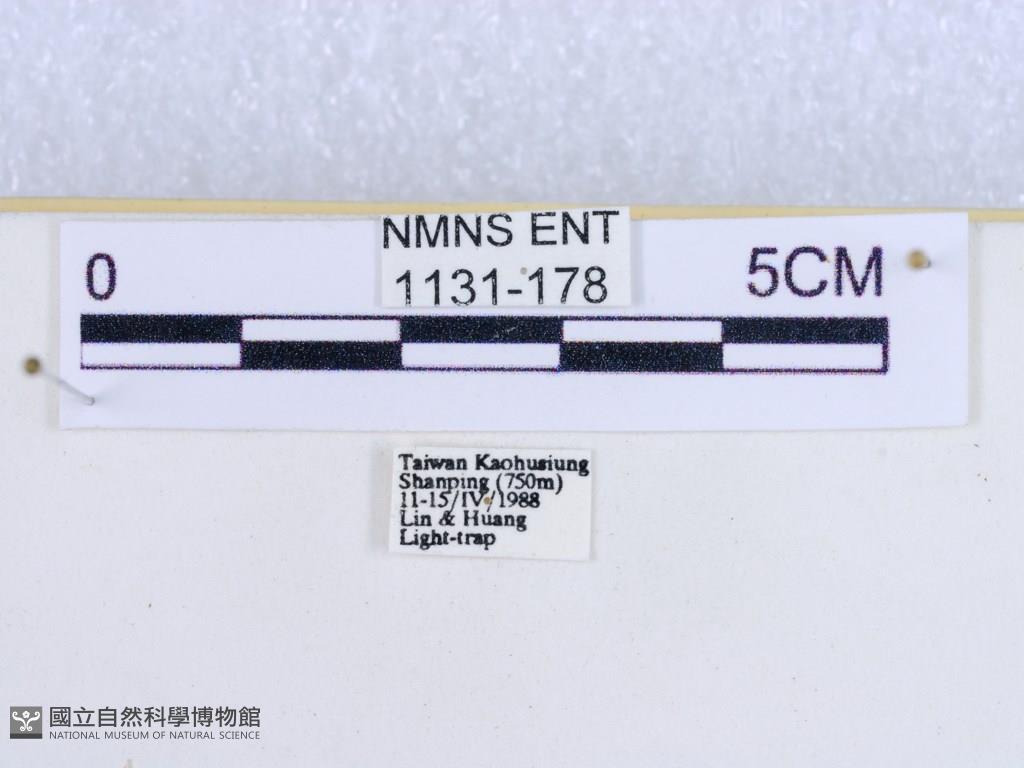 NMNS ENT
1131-178
0
5CM
Taiwan Kaohusiung
Shanping (750m)
11-15/IV/1988
Lin & Huang
Light-trap
國立自然科學博物館
NATIONAL MUSEUM OF NATURAL SCIENCE